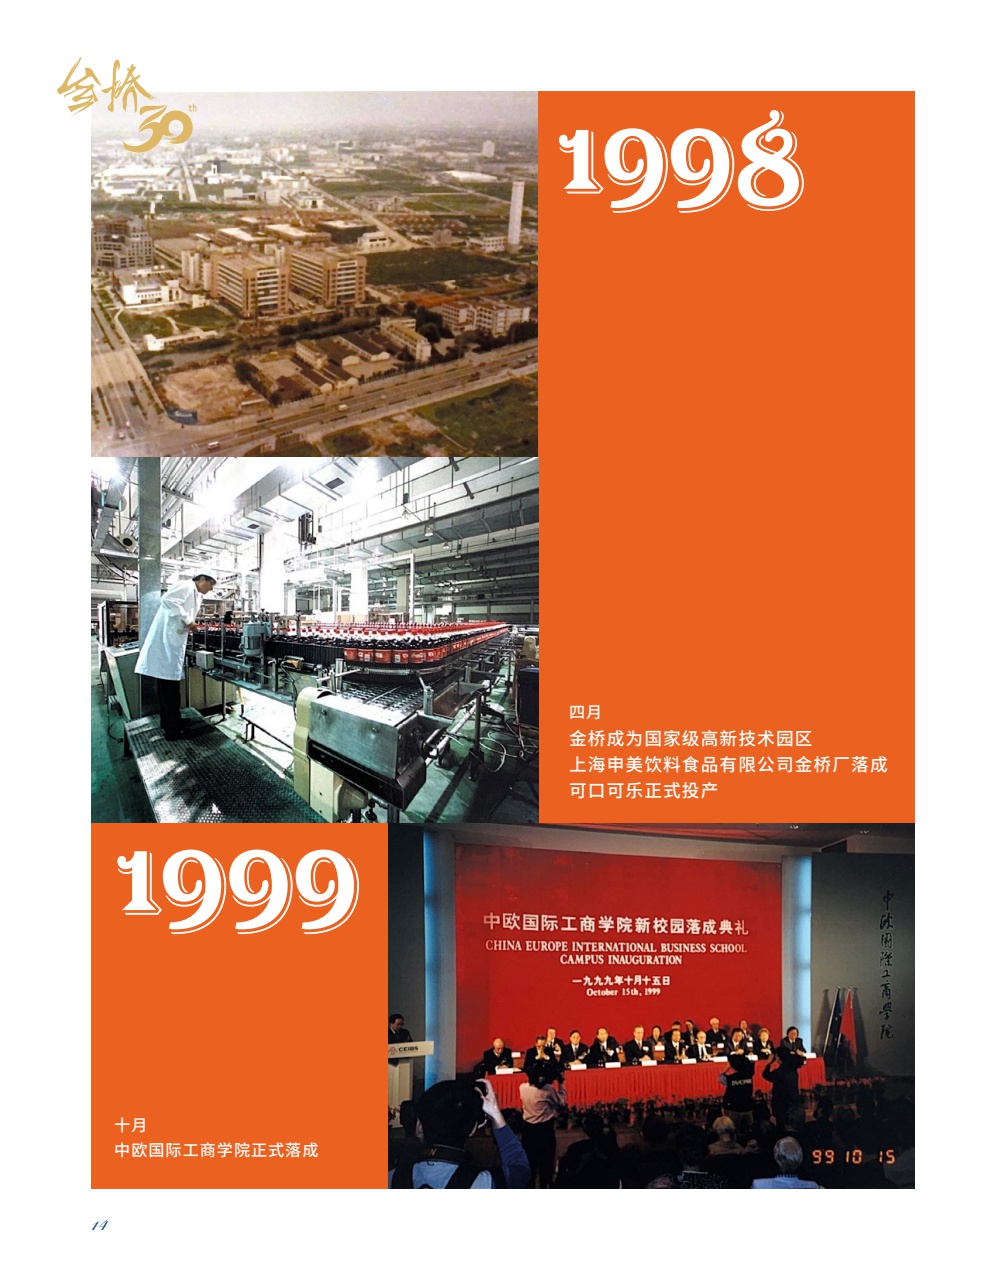 金桥
30th
1998
四月
金桥成为国家级高新技术园区
上海申美饮料食品有限公司金桥厂落成
可口可乐正式投产
1999
十月
中欧国际工商学院正式落成
中欧国际工商学院新校园落成典礼
CHINA EUROPE INTERNATIONAL BUSINESS SCHOOL
CAMPUS INAUGURATION
一九九九年十月十五日
October 15th, 1999
中欧国际工商学院
CEIBS
DVCPRO
99 10 15
14